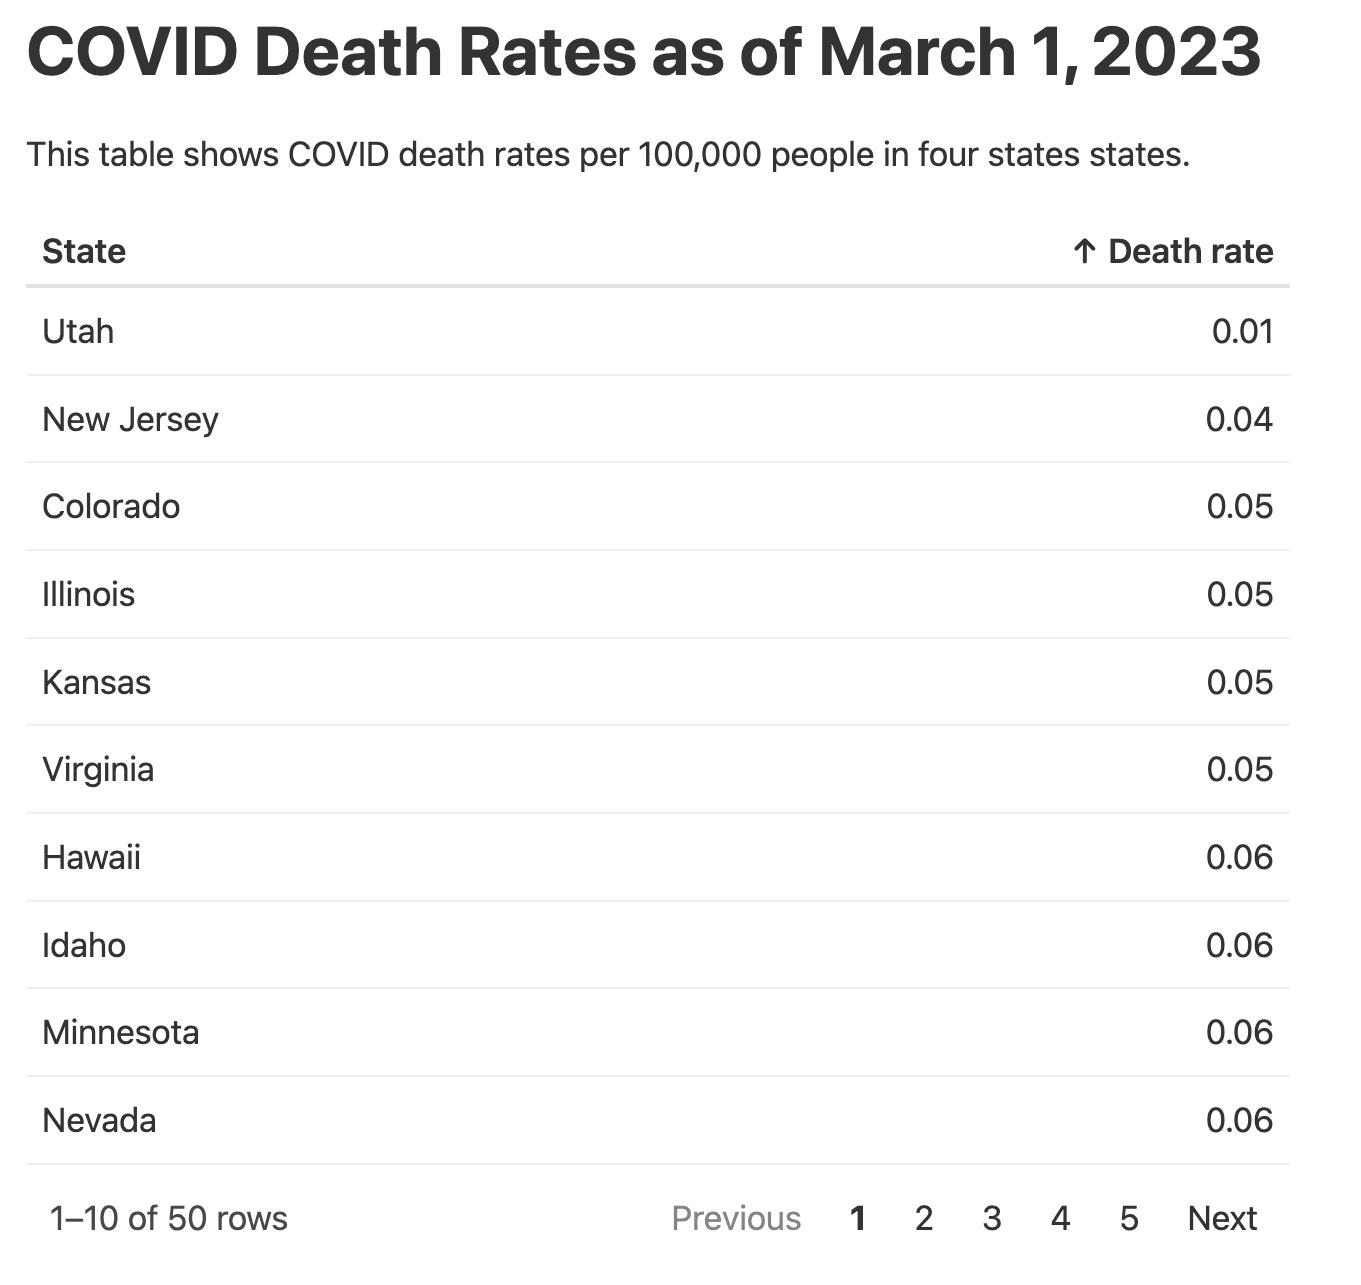 COVID Death Rates as of March 1, 2023
This table shows COVID death rates per 100,000 people in four states states.
State ↑ Death rate
Utah 0.01
New Jersey 0.04
Colorado 0.05
Illinois 0.05
Kansas 0.05
Virginia 0.05
Hawaii 0.06
Idaho 0.06
Minnesota 0.06
Nevada 0.06
1–10 of 50 rows Previous 1 2 3 4 5 Next